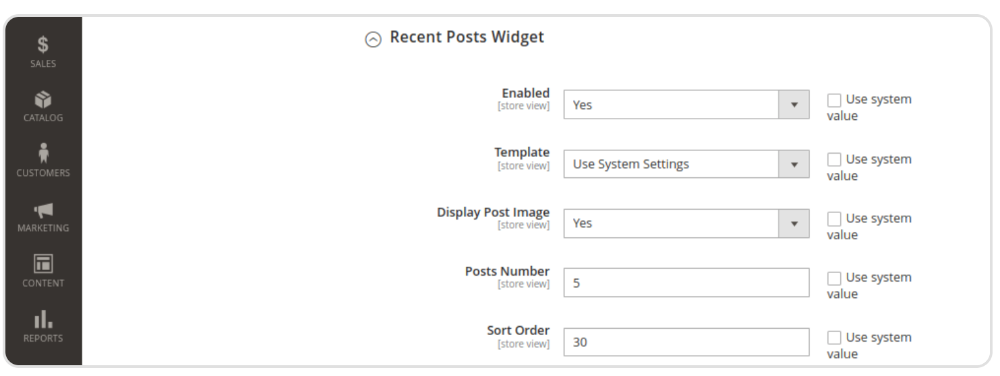 $
SALES
CATALOG
CUSTOMERS
MARKETING
CONTENT
REPORTS
Recent Posts Widget
Enabled
[store view]
Yes
Use system
value
Template
[store view]
Use System Settings
Use system
value
Display Post Image
[store view]
Yes
Use system
value
Posts Number
[store view]
5
Use system
value
Sort Order
[store view]
30
Use system
value